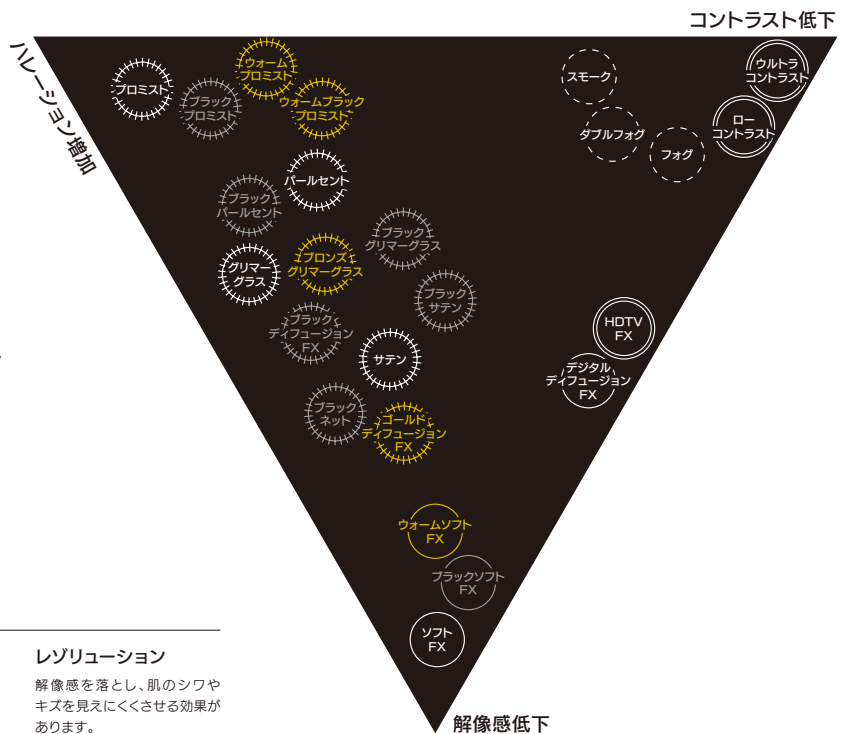 コントラスト低下
ハレーション増加
ウォーム
プロミスト
プロミスト
ブラック
プロミスト
ウォームブラック
プロミスト
スモーク
ウルトラ
コントラスト
ダブルフォグ
フォグ
ロー
コントラスト
パールセント
ブラック
パールセント
ブラック
グリマーグラス
グリマー
グラス
ブロンズ
グリマーグラス
ブラック
サテン
ブラック
ディフュージョン
FX
サテン
HDTV
FX
デジタル
ディフュージョン
FX
ブラック
ネット
ゴールド
ディフュージョン
FX
ウォームソフト
FX
ブラックソフト
FX
ソフト
FX
解像感低下
レゾリューション
解像感を落とし、肌のシワや
キズを見えにくくさせる効果が
あります。